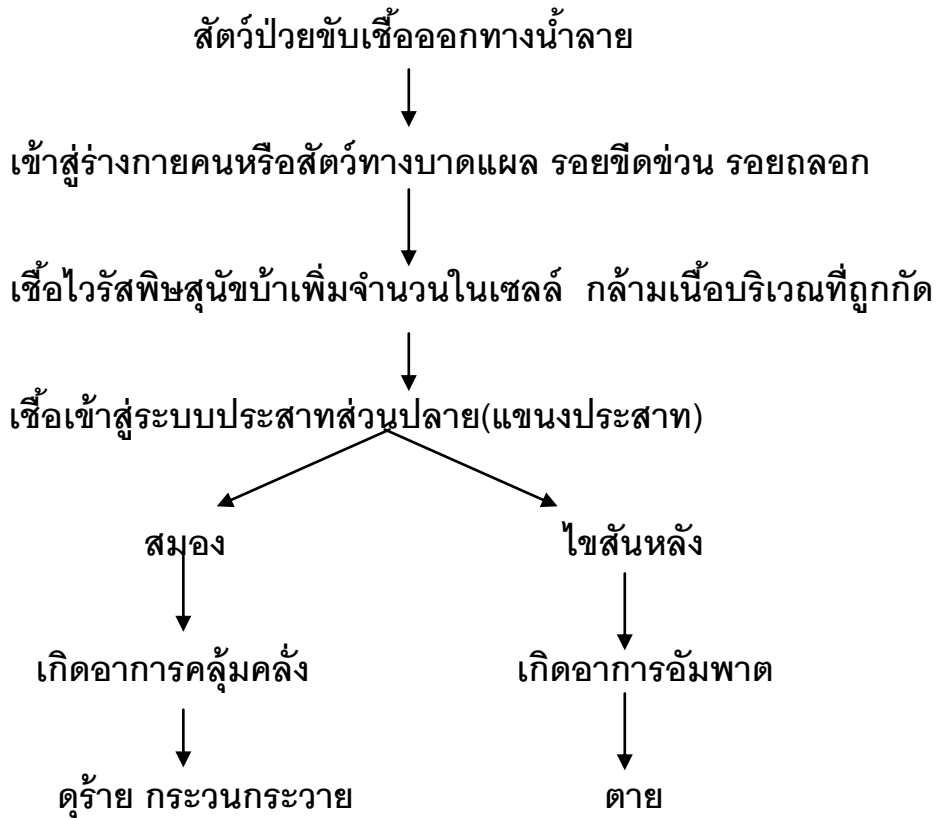 สัตว์ป่วยขับเชื้อออกทางน้ำลาย
เข้าสู่ร่างกายคนหรือสัตว์ทางบาดแผล รอยขีดข่วน รอยถลอก
เชื้อไวรัสพิษสุนัขบ้าเพิ่มจำนวนในเซลล์ กล้ามเนื้อบริเวณที่ถูกกัด
เชื้อเข้าสู่ระบบประสาทส่วนปลาย(แขนงประสาท)
สมอง ไขสันหลัง
เกิดอาการคลุ้มคลั่ง เกิดอาการอัมพาต
ดุร้าย กระวนกระวาย ตาย